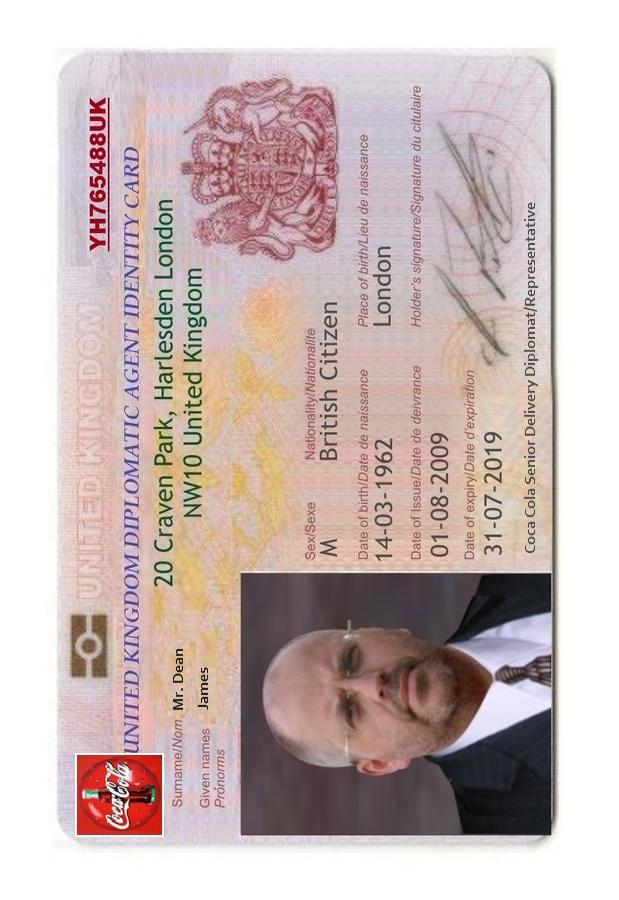 YH765488UK
UNITED KINGDOM
UNITED KINGDOM DIPLOMATIC AGENT IDENTITY CARD
Coca-Cola
Surname/Nom Mr. Dean
Given names James
Prónorms
20 Craven Park, Harlesden London
NW10 United Kingdom
Sex/Sexe Nationality/Nationalite
M British Citizen
Date of birth/Date de naissance Place of birth/Lieu de naissance
14-03-1962 London
Date of Issue/Date de deivrance Holder's signature/Signature du citulaire
01-08-2009
Date of expiry/Date d'expiration
31-07-2019
Coca Cola Senior Delivery Diplomat/Representative